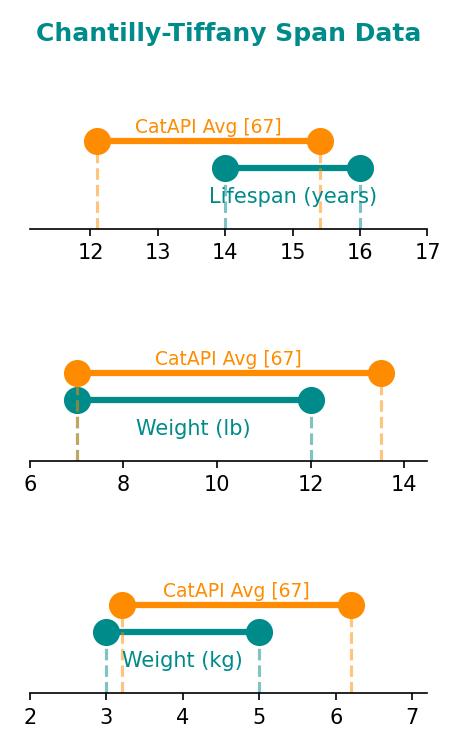 Chantilly-Tiffany Span Data
CatAPI Avg [67]
Lifespan (years)
12 13 14 15 16 17
CatAPI Avg [67]
Weight (lb)
6 8 10 12 14
CatAPI Avg [67]
Weight (kg)
2 3 4 5 6 7